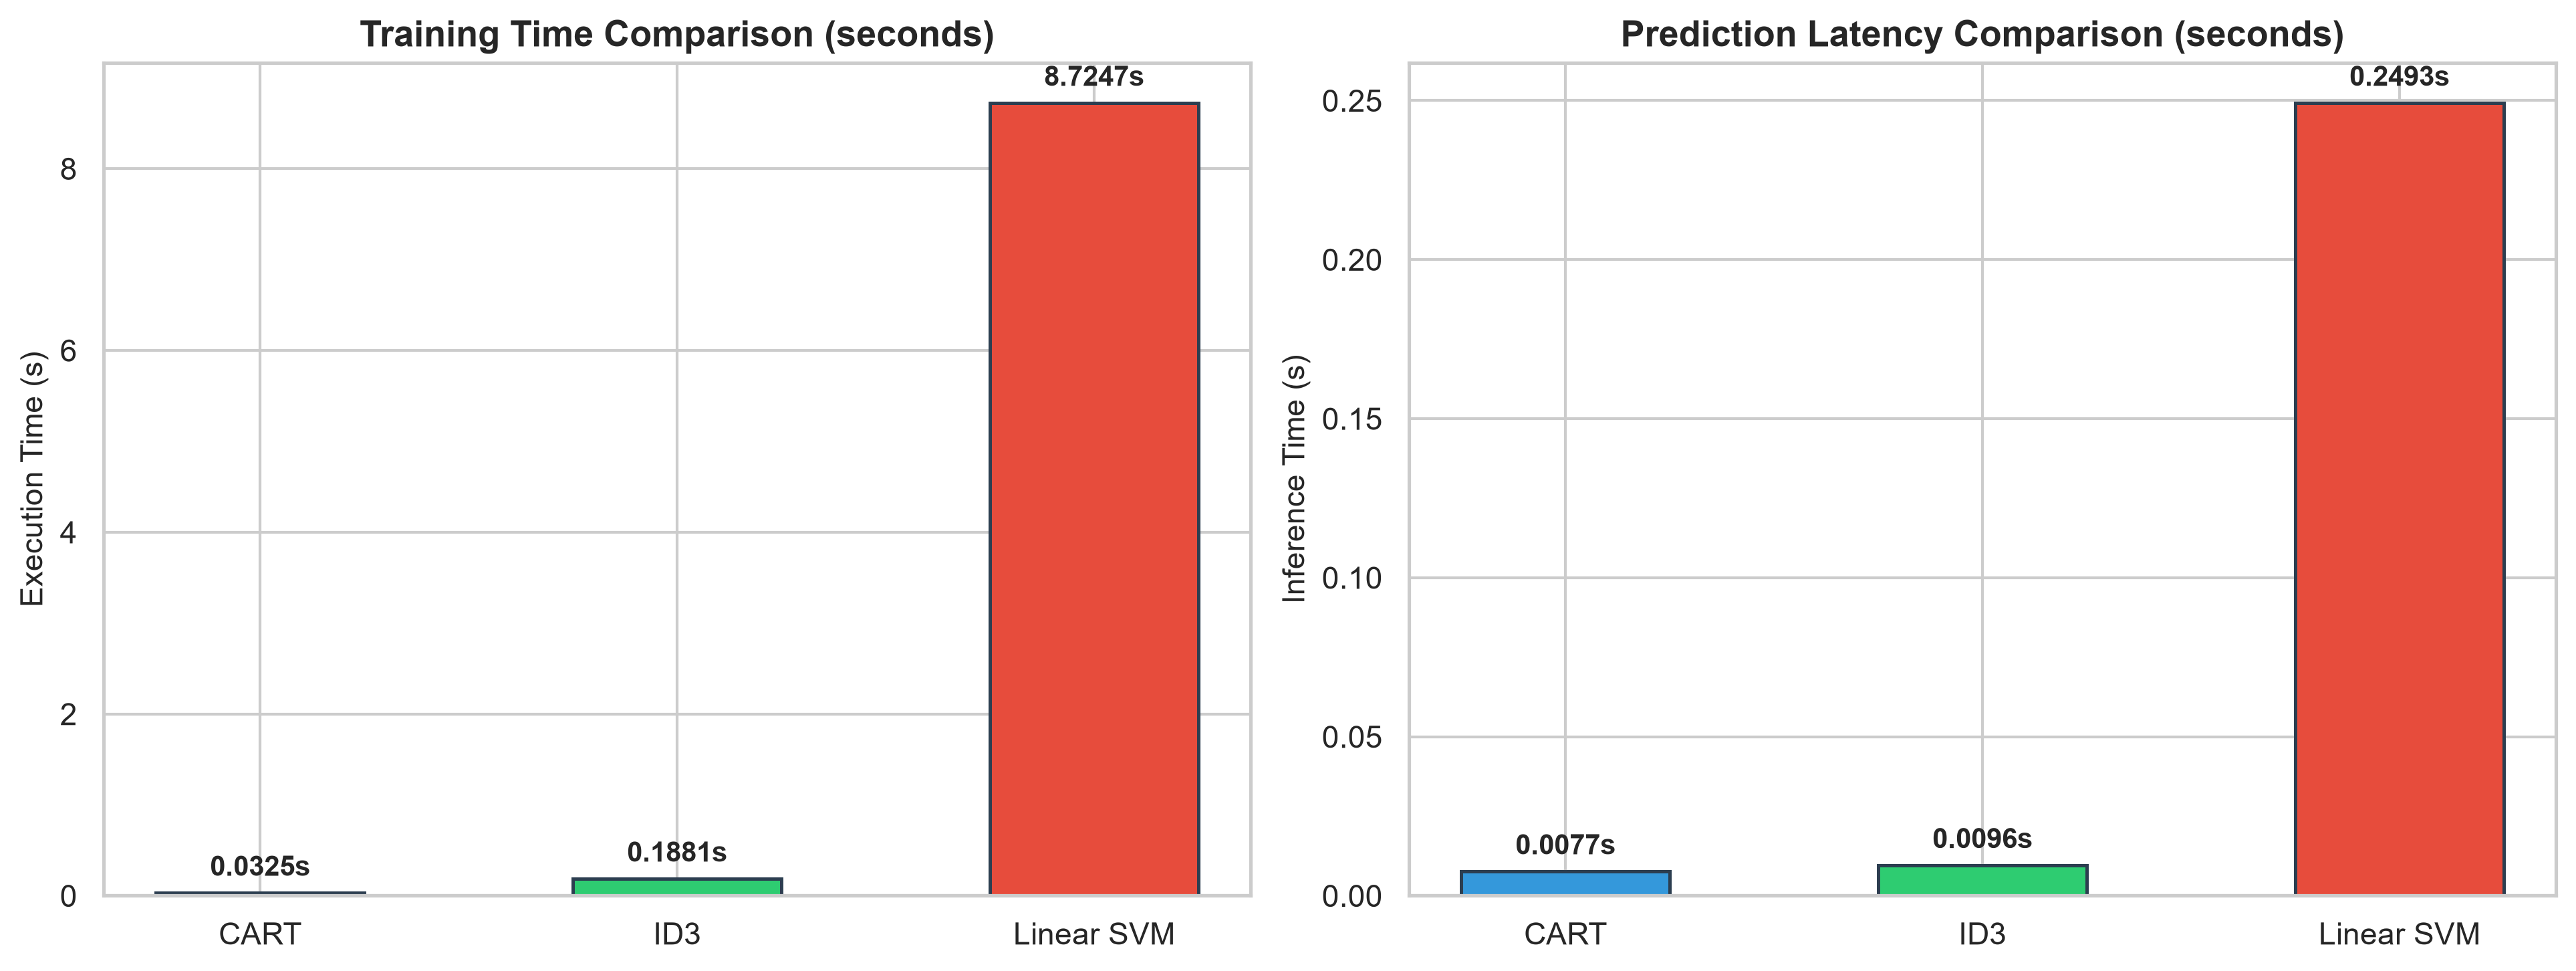 Training Time Comparison (seconds)
Execution Time (s)
8
6
4
2
0
0.0325s
0.1881s
8.7247s
CART
ID3
Linear SVM
Prediction Latency Comparison (seconds)
Inference Time (s)
0.25
0.20
0.15
0.10
0.05
0.00
0.0077s
0.0096s
0.2493s
CART
ID3
Linear SVM